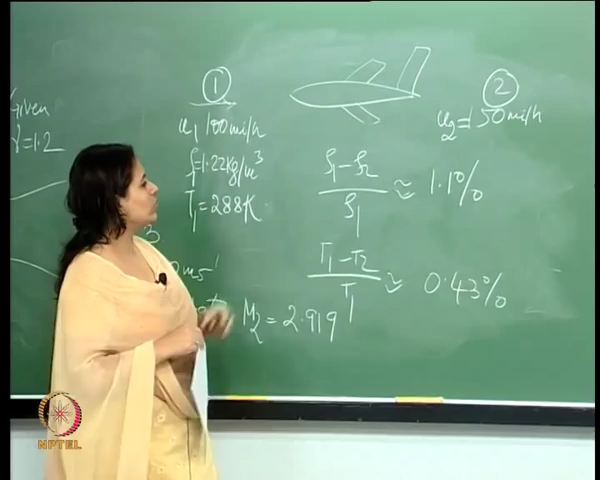 Given
γ=1.2
1
u₁ 100mi/h
ρ₁=1.22kg/m³
T₁=288K
2
u₂=150mi/h
ρ₁-ρ₂/ρ₁ ≈ 1.1%
T₁-T₂/T₁ ≈ 0.43%
M₂=2.919
NPTEL